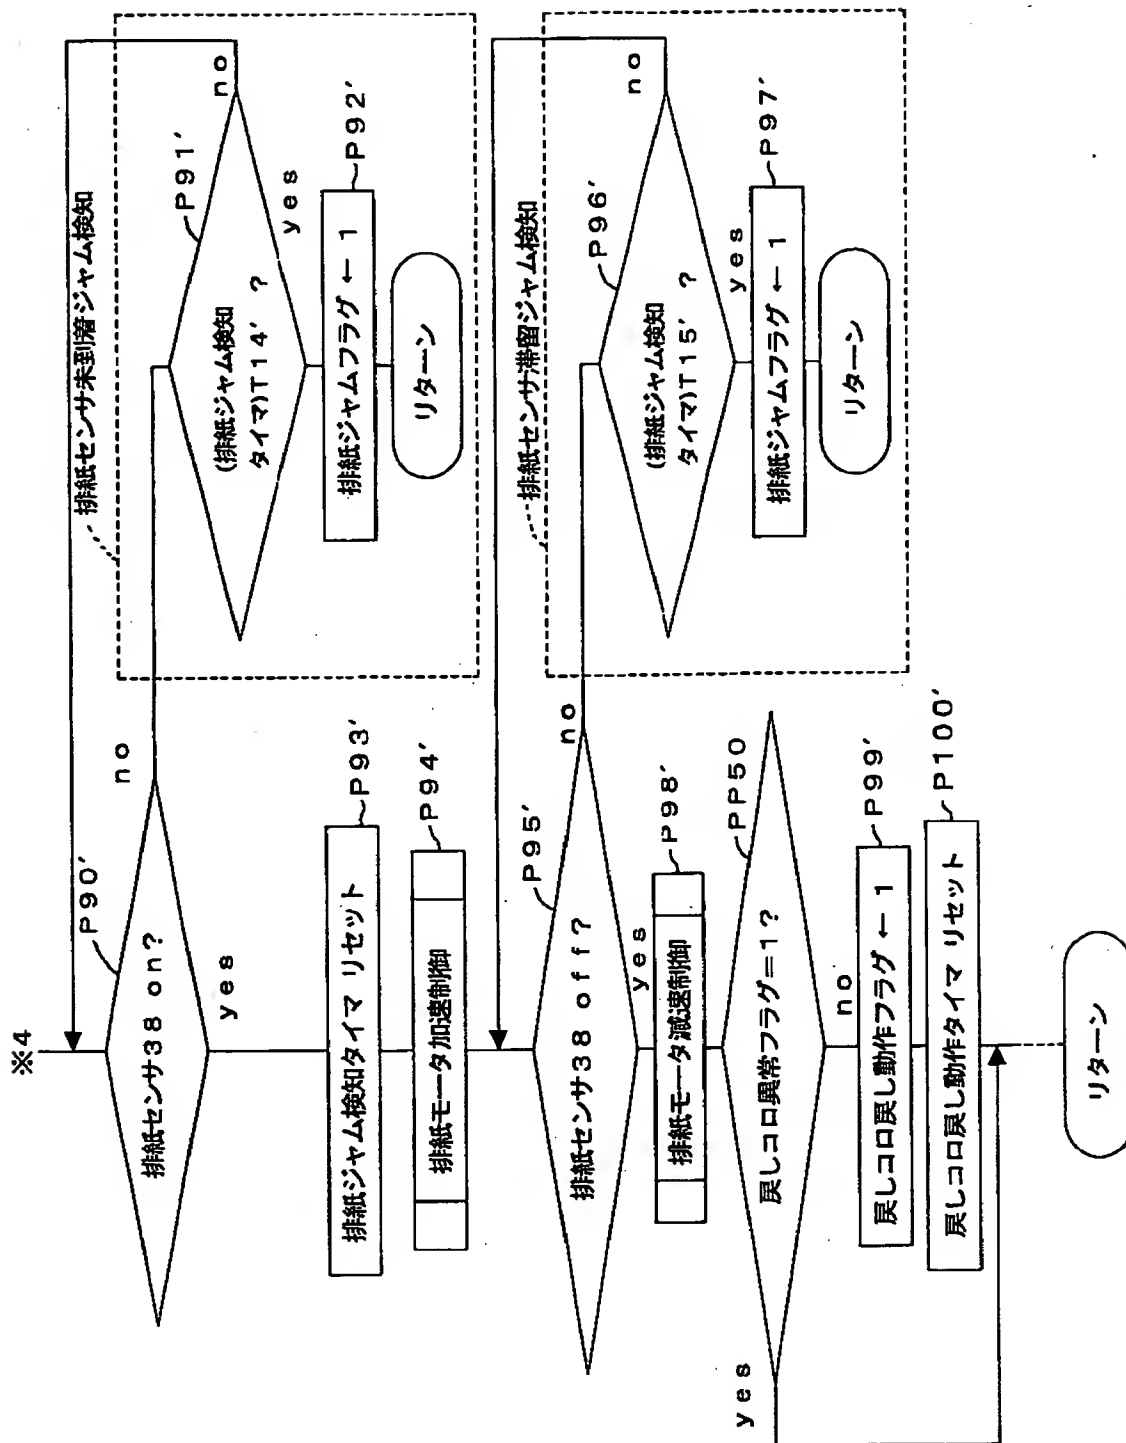 ※4
排紙センサ38 on?
P90'
no
yes
排紙センサ未到着ジャム検知
(排紙ジャム検知
タイマ)T14' ?
P91'
no
yes
排紙ジャムフラグ ← 1
P92'
リターン
排紙ジャム検知タイマ リセット
P93'
排紙モータ加速制御
P94'
排紙センサ38 off?
P95'
no
yes
排紙センサ滞留ジャム検知
(排紙ジャム検知
タイマ)T15' ?
P96'
no
yes
排紙ジャムフラグ ← 1
P97'
リターン
排紙モータ減速制御
P98'
戻しコロ異常フラグ=1?
PP50
yes
no
戻しコロ戻し動作フラグ ← 1
P99'
戻しコロ戻し動作タイマ リセット
P100'
リターン